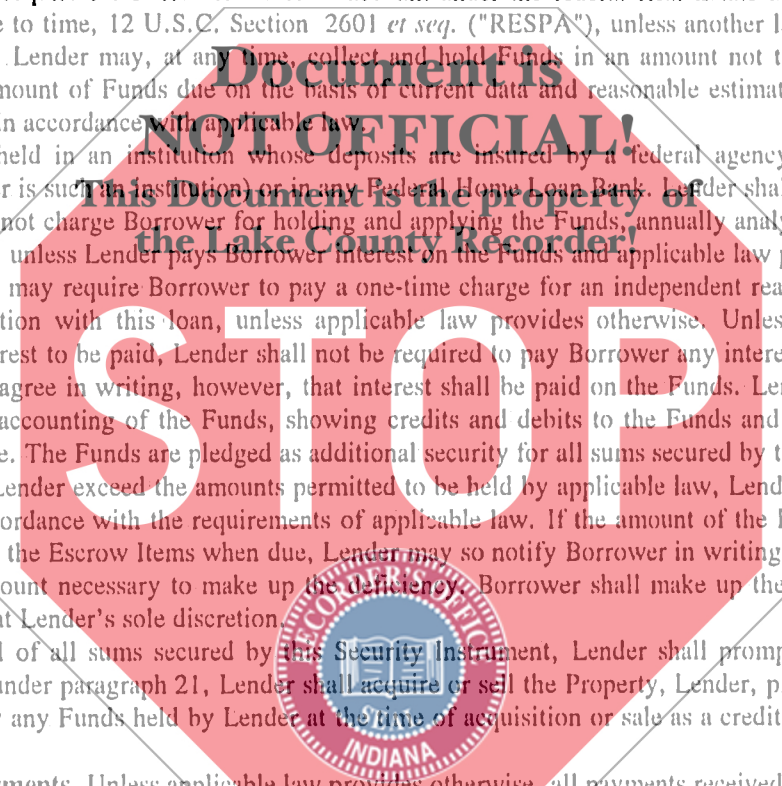 e to time, 12 U.S.C. Section 2601 et seq. ("RESPA"), unless another l
Lender may, at any time, collect and hold Funds in an amount not t
mount of Funds due on the basis of current data and reasonable estimat
in accordance with applicable law.
held in an institution whose deposits are insured by a federal agency
r is such an institution) or in any Federal Home Loan Bank. Lender sha
not charge Borrower for holding and applying the Funds, annually analy
unless Lender pays Borrower interest on the Funds and applicable law p
may require Borrower to pay a one-time charge for an independent rea
tion with this loan, unless applicable law provides otherwise. Unles
rest to be paid, Lender shall not be required to pay Borrower any intere
agree in writing, however, that interest shall be paid on the Funds. Le
accounting of the Funds, showing credits and debits to the Funds and
e. The Funds are pledged as additional security for all sums secured by t
Lender exceed the amounts permitted to be held by applicable law, Lend
ordance with the requirements of applicable law. If the amount of the
the Escrow Items when due, Lender may so notify Borrower in writing
ount necessary to make up the deficiency. Borrower shall make up the
at Lender's sole discretion.
l of all sums secured by this Security Instrument, Lender shall promp
under paragraph 21, Lender shall acquire or sell the Property, Lender, p
any Funds held by Lender at the time of acquisition or sale as a credit
yments. Unless applicable law provides otherwise, all payments received
Document is
NOT OFFICIAL!
This Document is the property of
the Lake County Recorder!
STOP
RECORDER'S OFFICE
SEAL
INDIANA